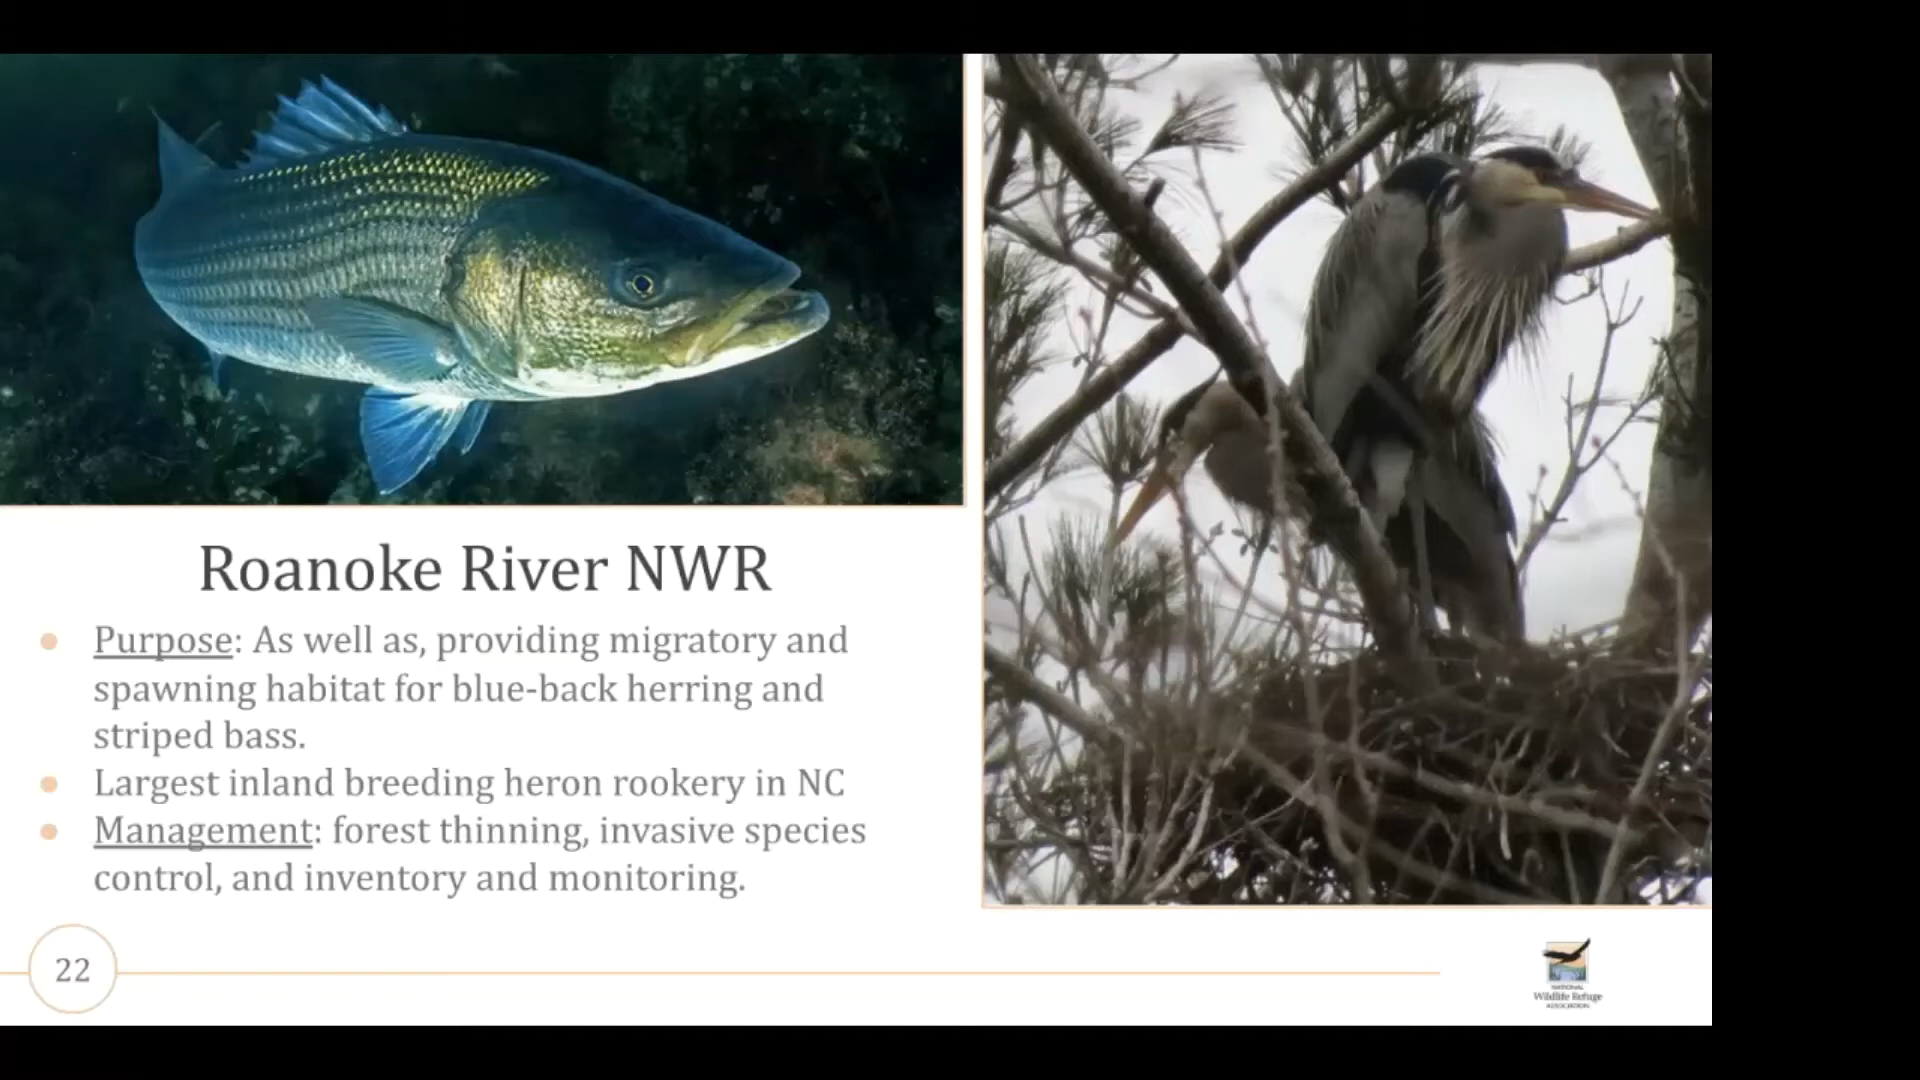 Roanoke River NWR
Purpose: As well as, providing migratory and
spawning habitat for blue-back herring and
striped bass.
Largest inland breeding heron rookery in NC
Management: forest thinning, invasive species
control, and inventory and monitoring.
22
NATIONAL
Wildlife Refuge
ASSOCIATION